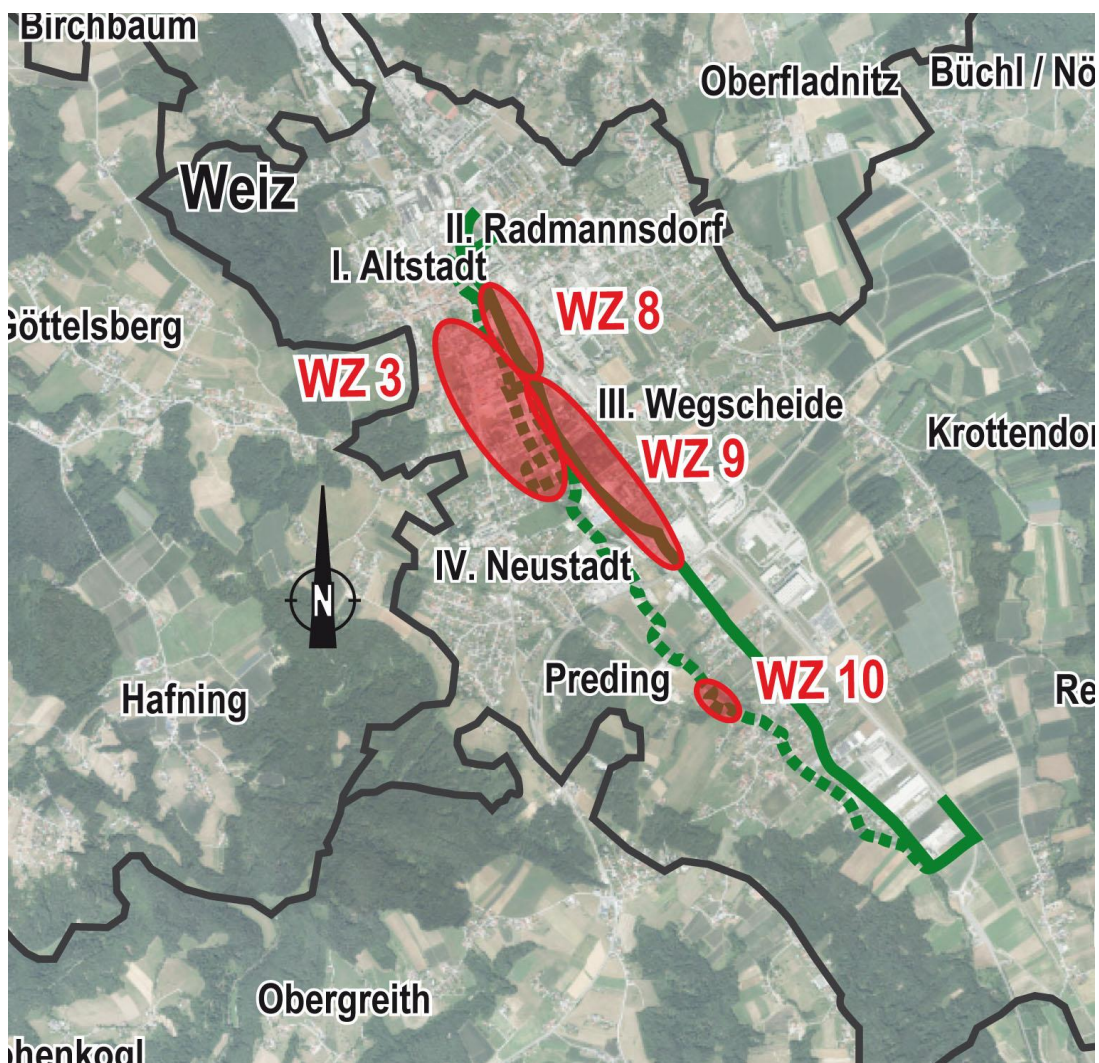 Birchbaum
Oberfladnitz
Büchl / Nö
Weiz
II. Radmannsdorf
I. Altstadt
WZ 8
Göttelsberg
WZ 3
III. Wegscheide
Krottendor
WZ 9
IV. Neustadt
N
Preding
WZ 10
Hafning
Re
Obergreith
ohenkogl